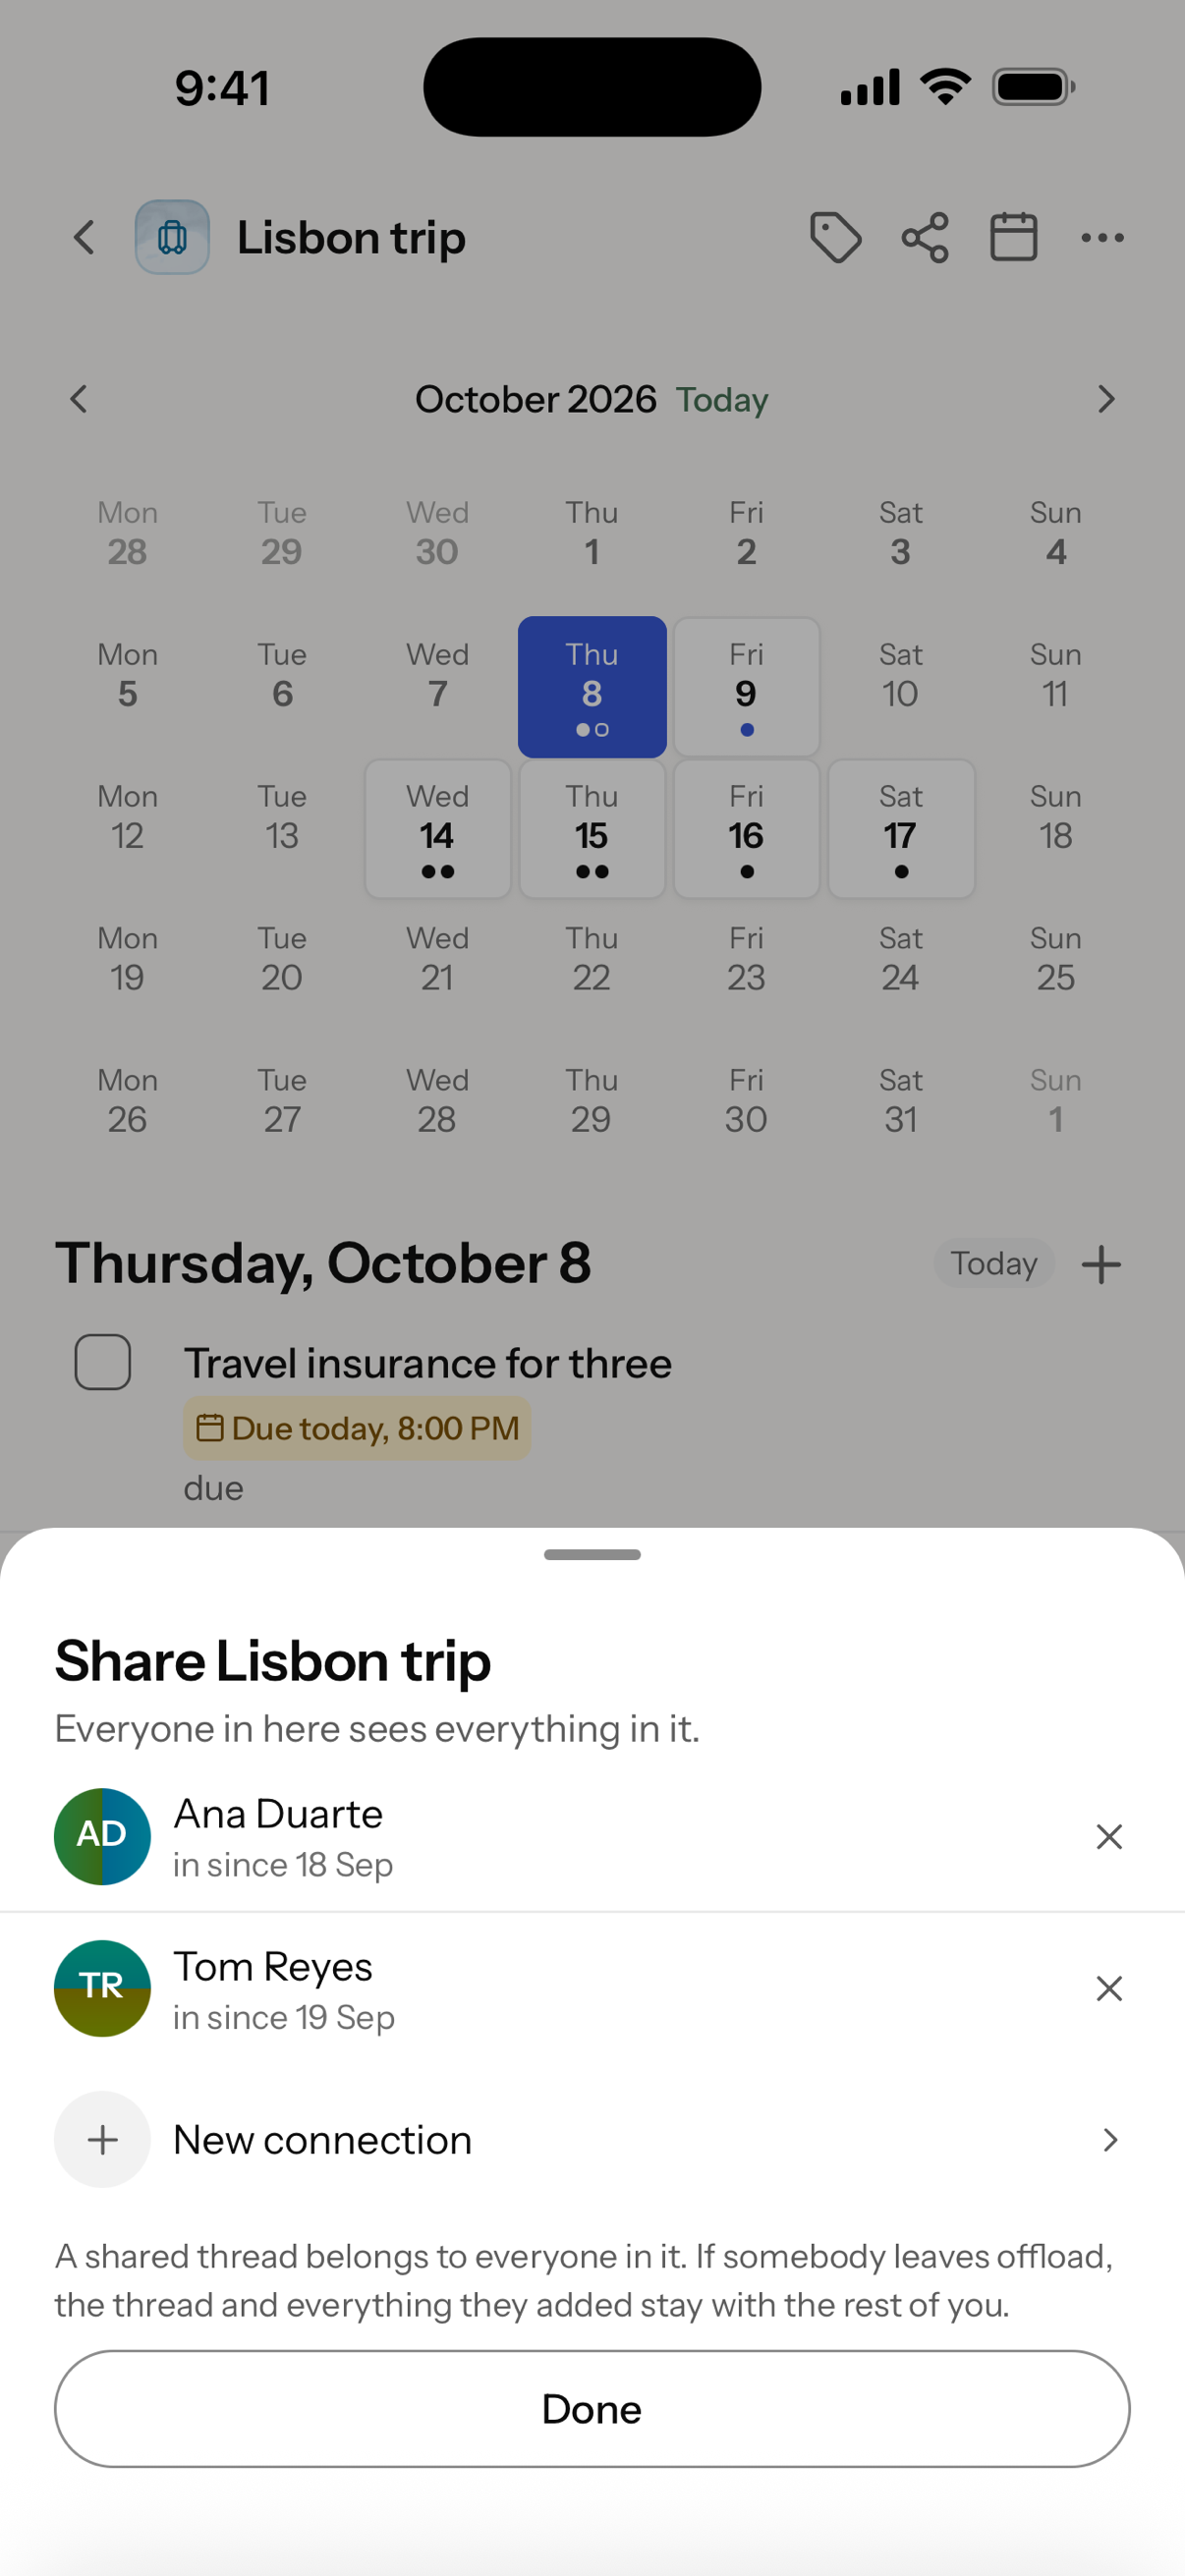 9:41
Lisbon trip
October 2026 Today
Mon Tue Wed Thu Fri Sat Sun
28 29 30 1 2 3 4
Mon Tue Wed Thu Fri Sat Sun
5 6 7 8 9 10 11
Mon Tue Wed Thu Fri Sat Sun
12 13 14 15 16 17 18
Mon Tue Wed Thu Fri Sat Sun
19 20 21 22 23 24 25
Mon Tue Wed Thu Fri Sat Sun
26 27 28 29 30 31 1
Thursday, October 8 Today
Travel insurance for three
Due today, 8:00 PM
due
Share Lisbon trip
Everyone in here sees everything in it.
AD Ana Duarte
in since 18 Sep
TR Tom Reyes
in since 19 Sep
New connection
A shared thread belongs to everyone in it. If somebody leaves offload,
the thread and everything they added stay with the rest of you.
Done